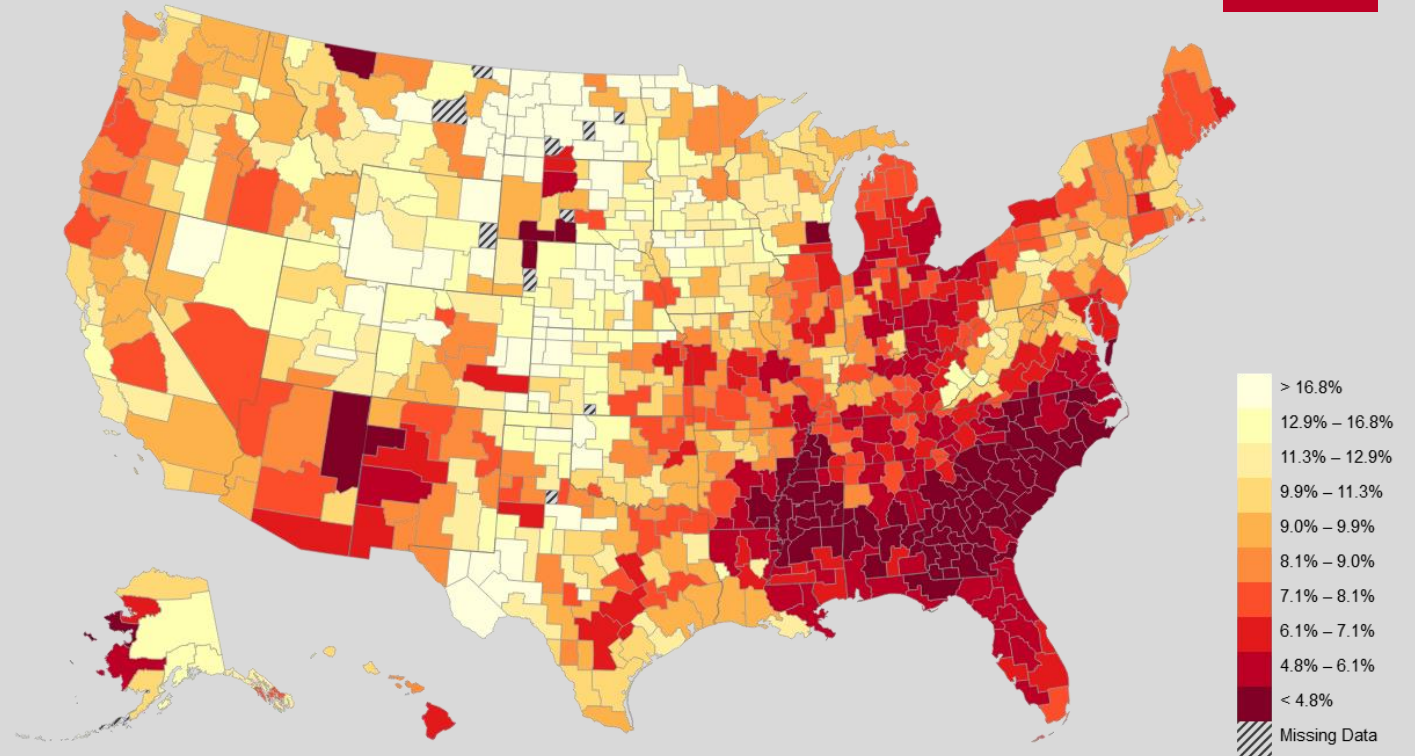 > 16.8%
12.9% – 16.8%
11.3% – 12.9%
9.9% – 11.3%
9.0% – 9.9%
8.1% – 9.0%
7.1% – 8.1%
6.1% – 7.1%
4.8% – 6.1%
< 4.8%
Missing Data